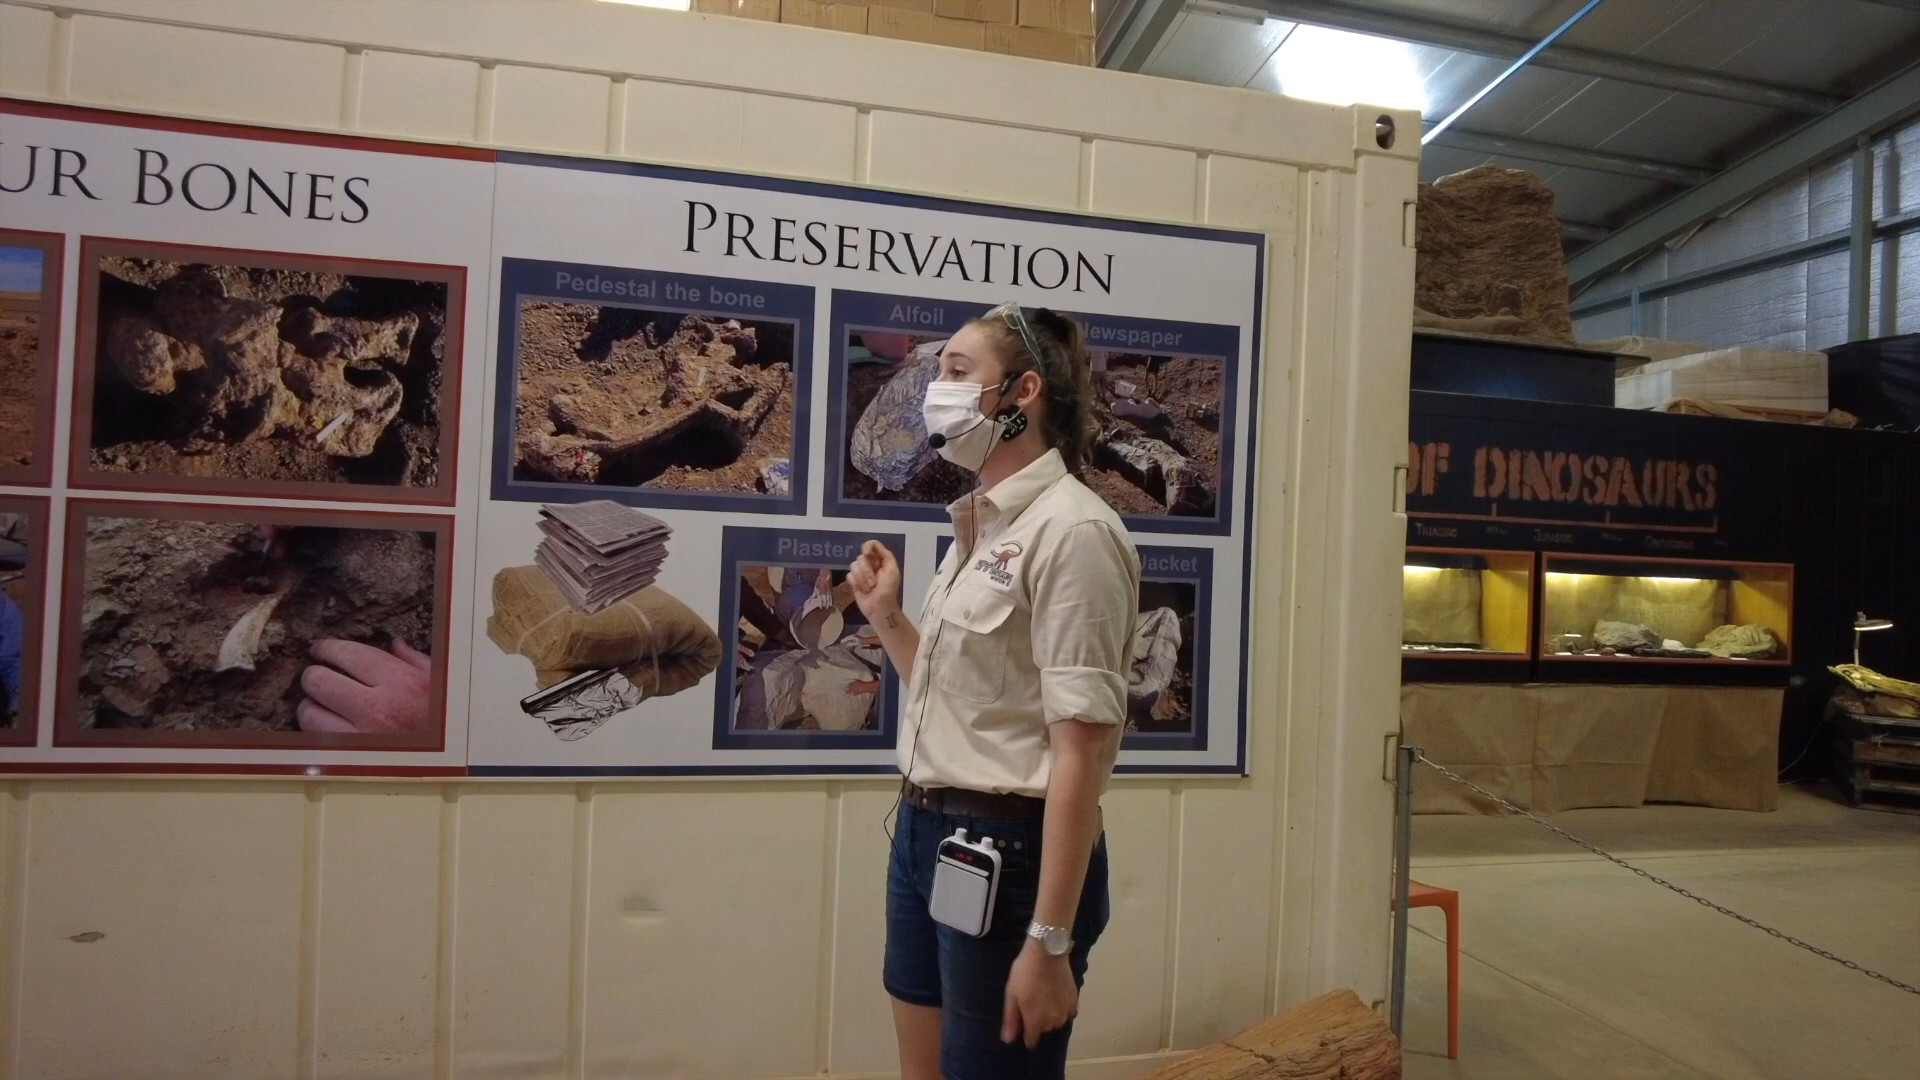 UR BONES
PRESERVATION
Pedestal the bone
Alfoil
Newspaper
Plaster
Jacket
OF DINOSAURS
TRIASSIC
JURASSIC
CRETACEOUS